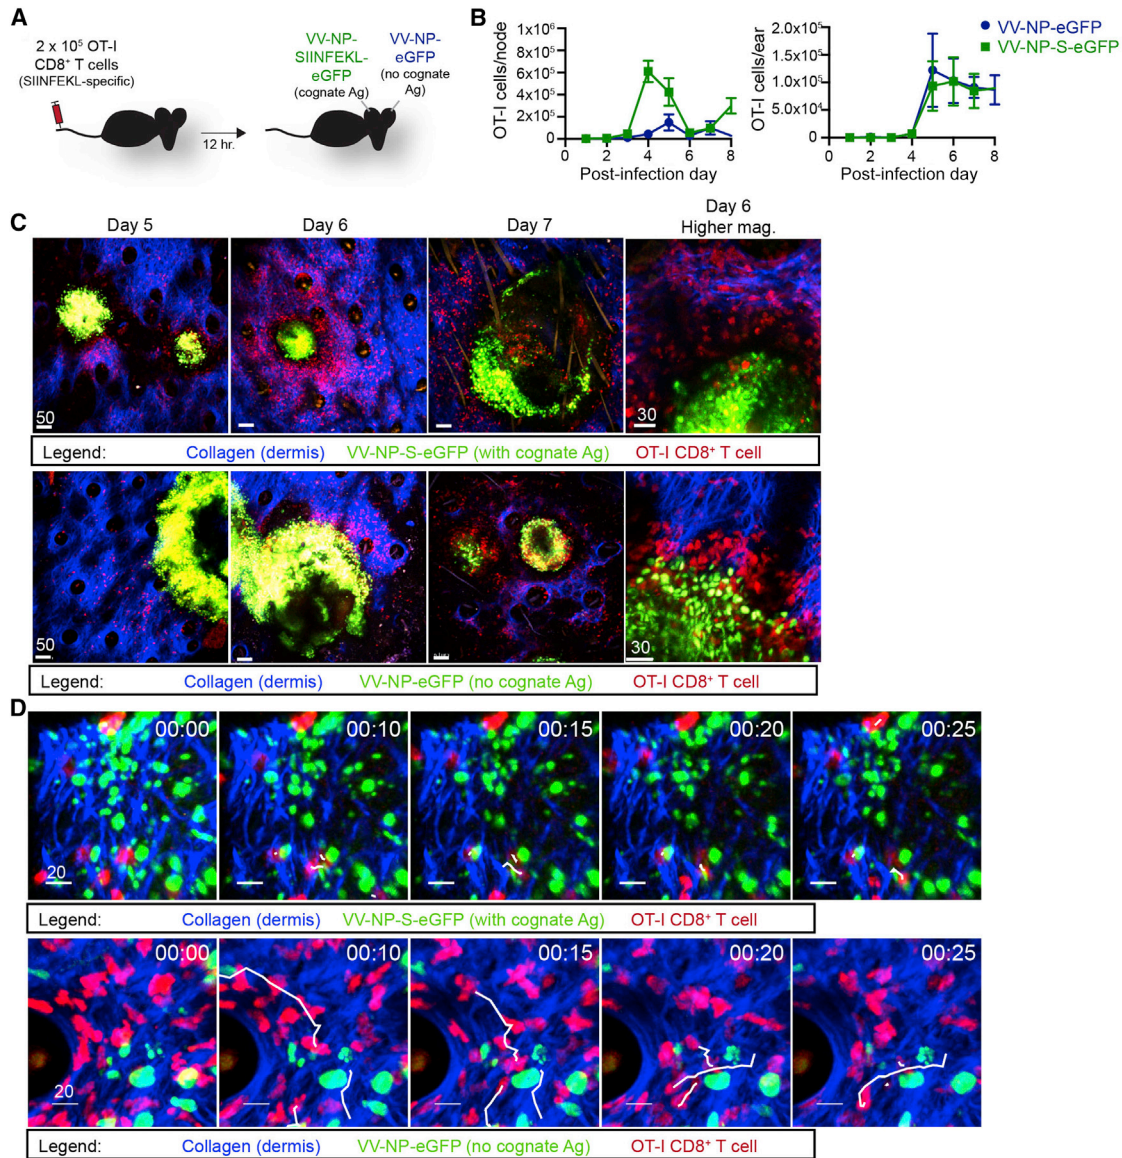 A
2 x 10⁵ OT-I
CD8⁺ T cells
(SIINFEKL-specific)
12 hr.
VV-NP-
SIINFEKL-
eGFP
(cognate Ag)
VV-NP-
eGFP
(no cognate
Ag)
B
OT-I cells/node
1x10⁶
8x10⁵
6x10⁵
4x10⁵
2x10⁵
0
0 2 4 6 8
Post-infection day
OT-I cells/ear
2.0x10⁵
1.5x10⁵
1.0x10⁵
5.0x10⁴
0
0 2 4 6 8
Post-infection day
VV-NP-eGFP
VV-NP-S-eGFP
C
Day 5
Day 6
Day 7
Day 6
Higher mag.
50
30
Legend: Collagen (dermis) VV-NP-S-eGFP (with cognate Ag) OT-I CD8⁺ T cell
50
30
Legend: Collagen (dermis) VV-NP-eGFP (no cognate Ag) OT-I CD8⁺ T cell
D
00:00 00:10 00:15 00:20 00:25
20
Legend: Collagen (dermis) VV-NP-S-eGFP (with cognate Ag) OT-I CD8⁺ T cell
00:00 00:10 00:15 00:20 00:25
20
Legend: Collagen (dermis) VV-NP-eGFP (no cognate Ag) OT-I CD8⁺ T cell